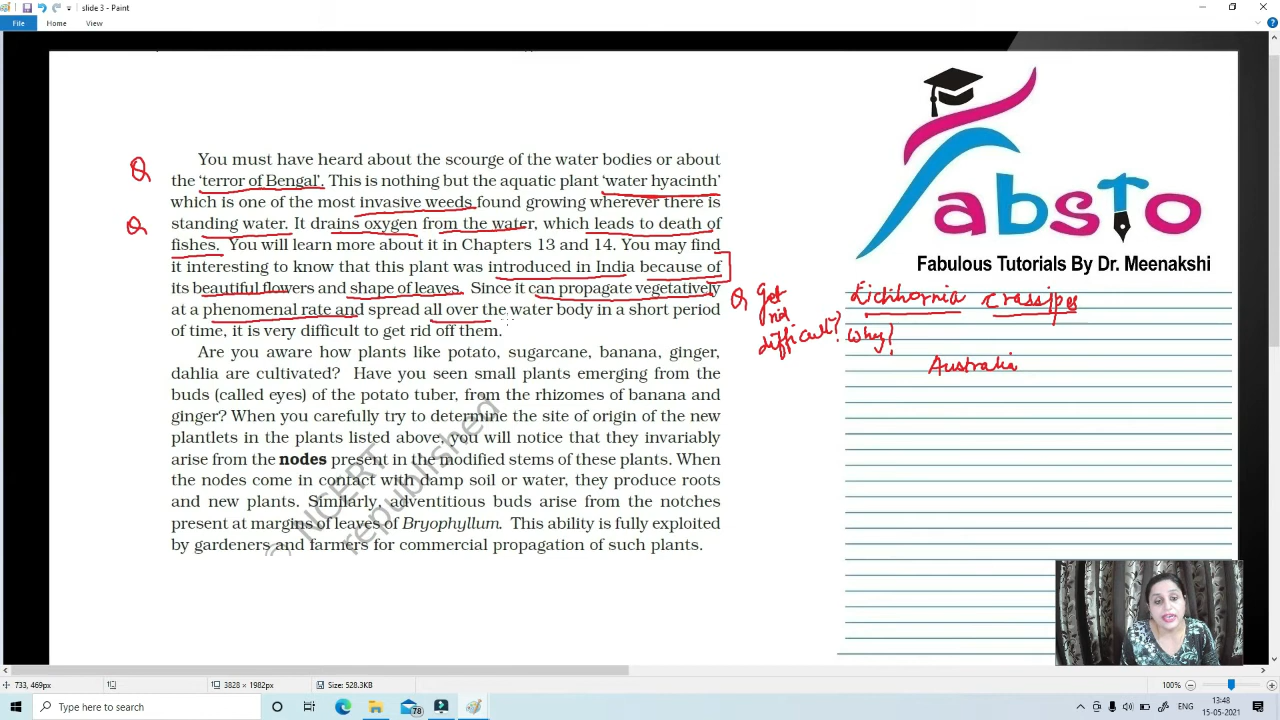 slide 3 - Paint
File
Home
View
You must have heard about the scourge of the water bodies or about
the ‘terror of Bengal’. This is nothing but the aquatic plant ‘water hyacinth’
which is one of the most invasive weeds found growing wherever there is
standing water. It drains oxygen from the water, which leads to death of
fishes. You will learn more about it in Chapters 13 and 14. You may find
it interesting to know that this plant was introduced in India because of
its beautiful flowers and shape of leaves. Since it can propagate vegetatively
at a phenomenal rate and spread all over the water body in a short period
of time, it is very difficult to get rid off them.
Are you aware how plants like potato, sugarcane, banana, ginger,
dahlia are cultivated? Have you seen small plants emerging from the
buds (called eyes) of the potato tuber, from the rhizomes of banana and
ginger? When you carefully try to determine the site of origin of the new
plantlets in the plants listed above, you will notice that they invariably
arise from the nodes present in the modified stems of these plants. When
the nodes come in contact with damp soil or water, they produce roots
and new plants. Similarly, adventitious buds arise from the notches
present at margins of leaves of Bryophyllum. This ability is fully exploited
by gardeners and farmers for commercial propagation of such plants.
© NCERT
republished
Q
Q
Q get
rid
difficult? Why?
absto
Fabulous Tutorials By Dr. Meenakshi
Eichhornia crassipes
Australia
733, 469px
3828 × 1982px
Size: 528.3KB
100%
Type here to search
78
ENG
13:48
15-05-2021